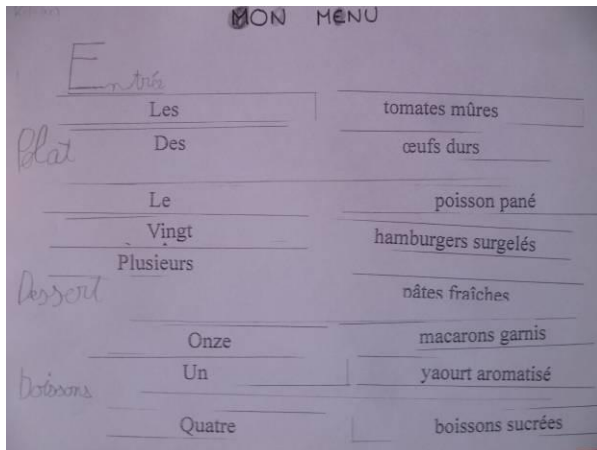 MON MENU
Entrée
Les tomates mûres
Plat
Des œufs durs
Le poisson pané
Vingt hamburgers surgelés
Plusieurs pâtes fraîches
Dessert
Onze macarons garnis
Un yaourt aromatisé
boissons
Quatre boissons sucrées